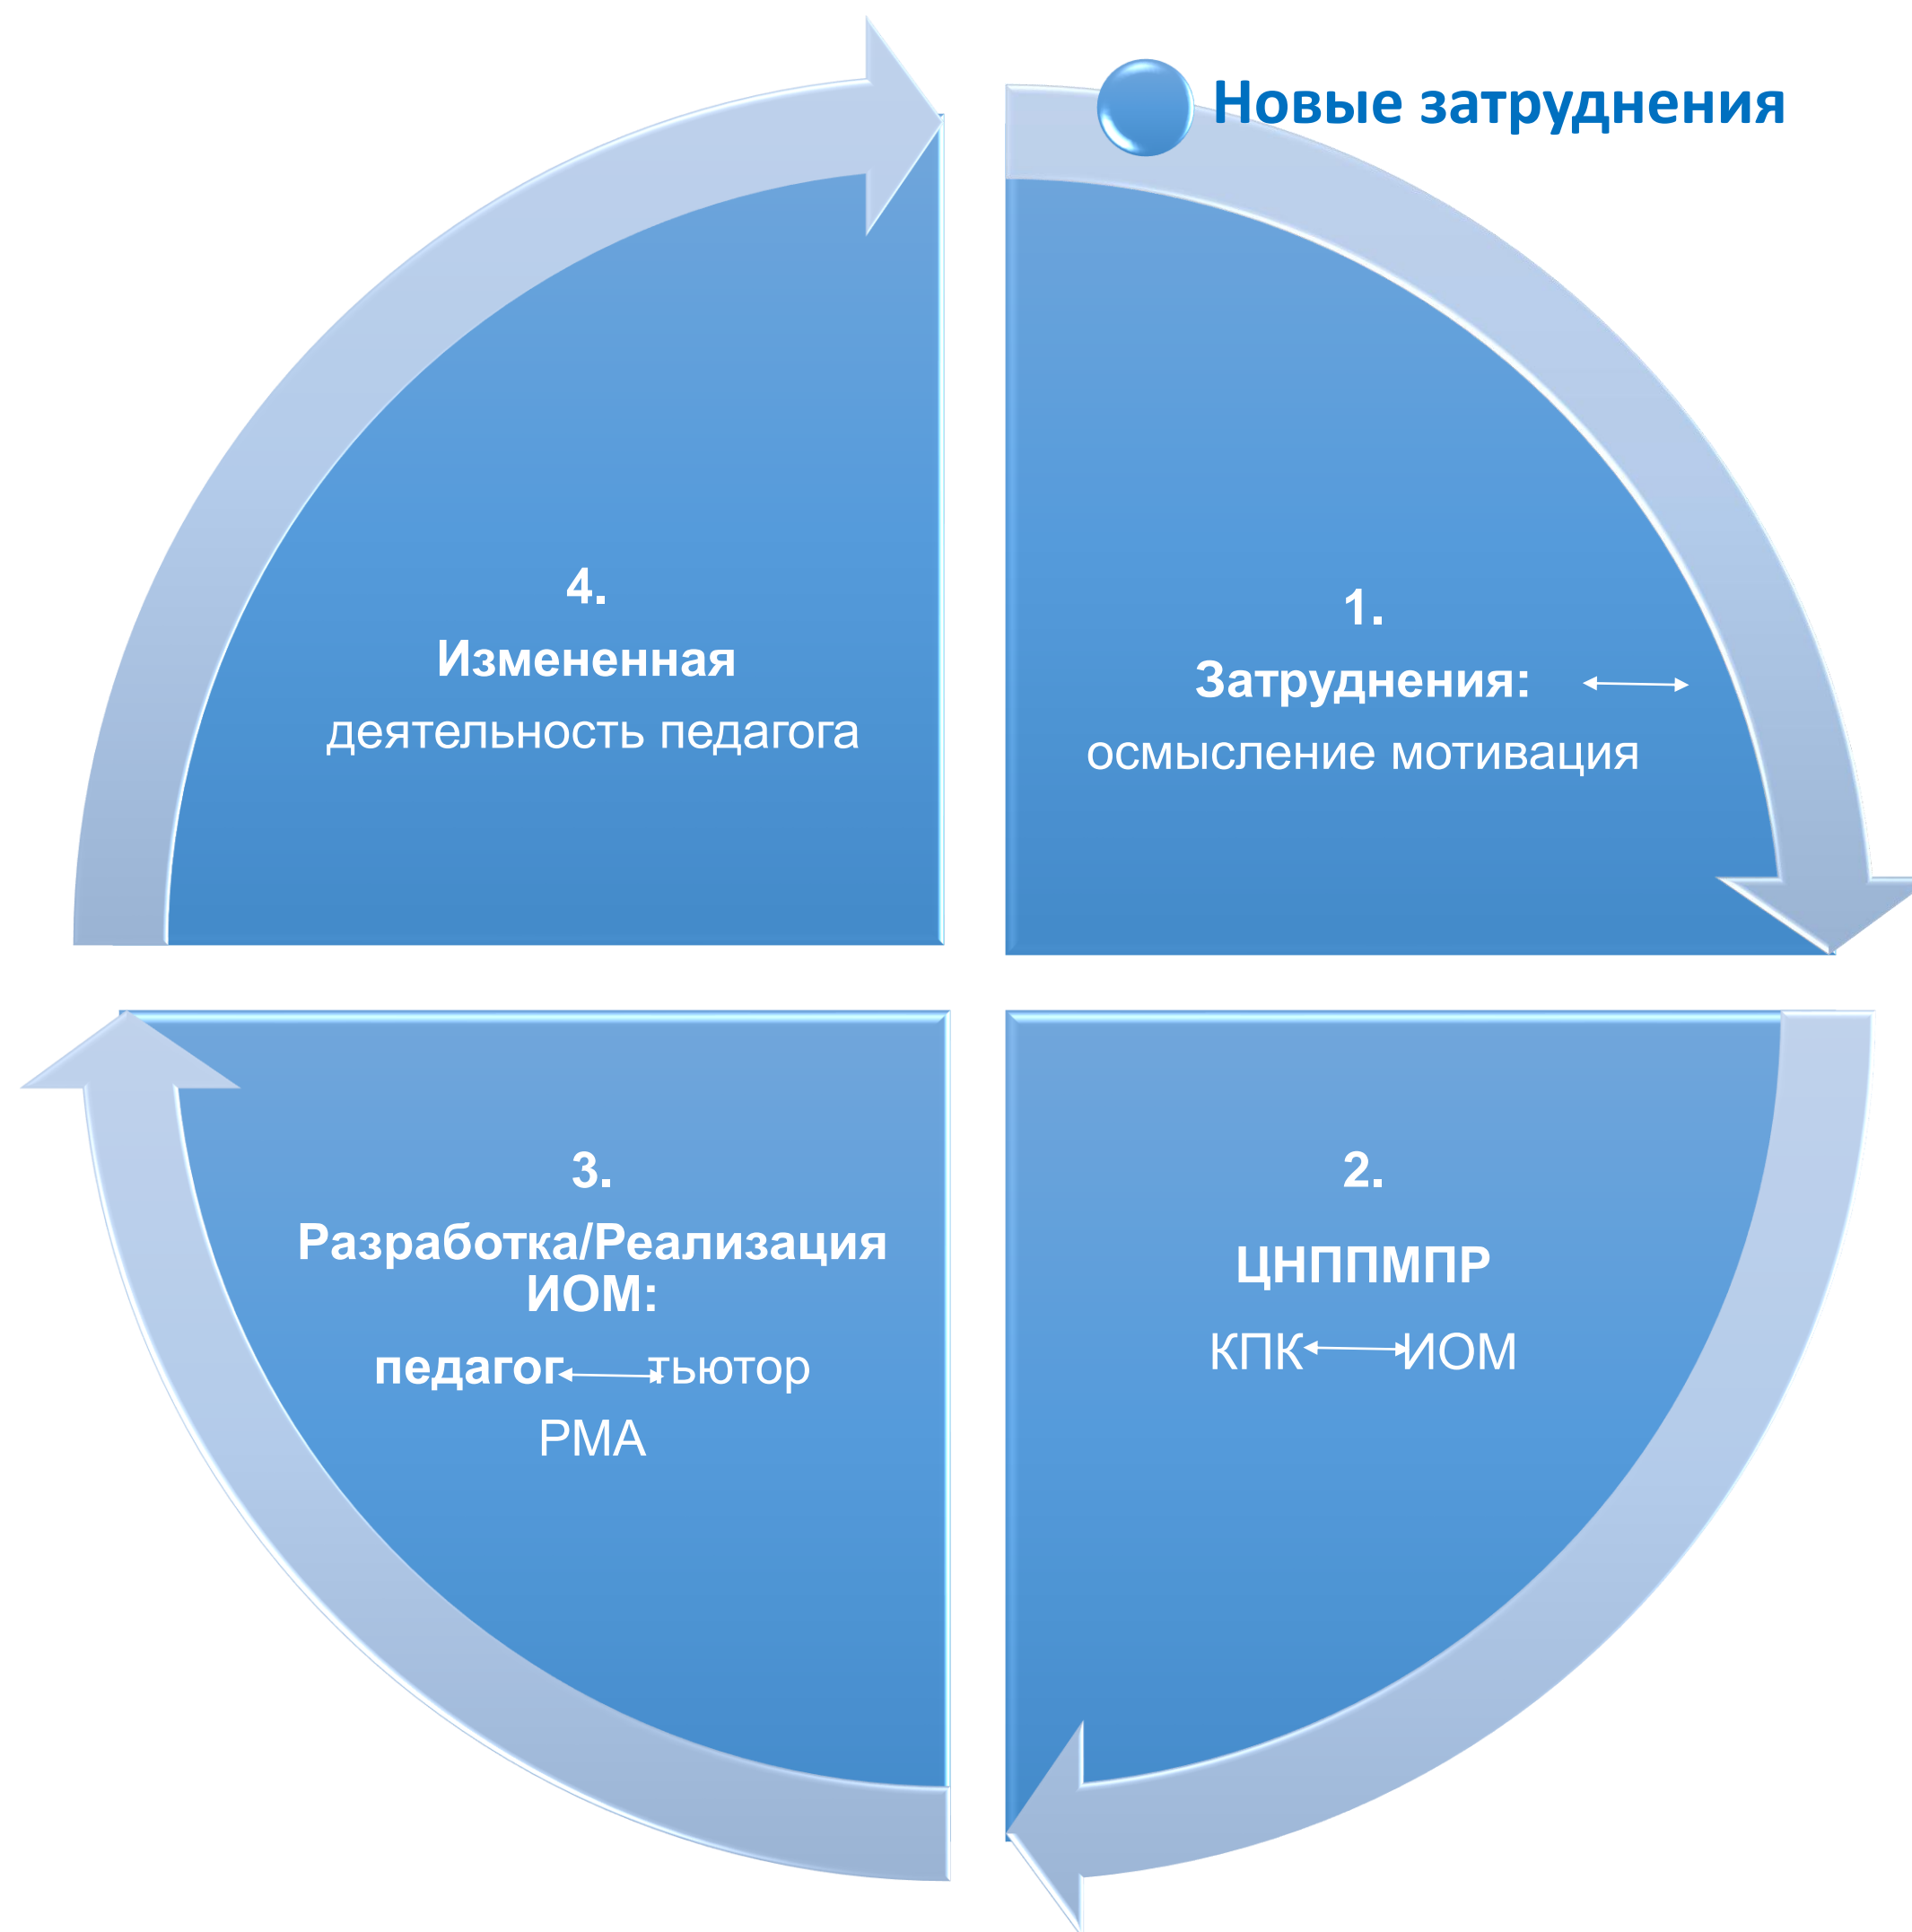 Новые затруднения
4.
Измененная
деятельность педагога
1.
Затруднения:
осмысление мотивация
3.
Разработка/Реализация
ИОМ:
педагог тьютор
РМА
2.
ЦНППМПР
КПК ИОМ